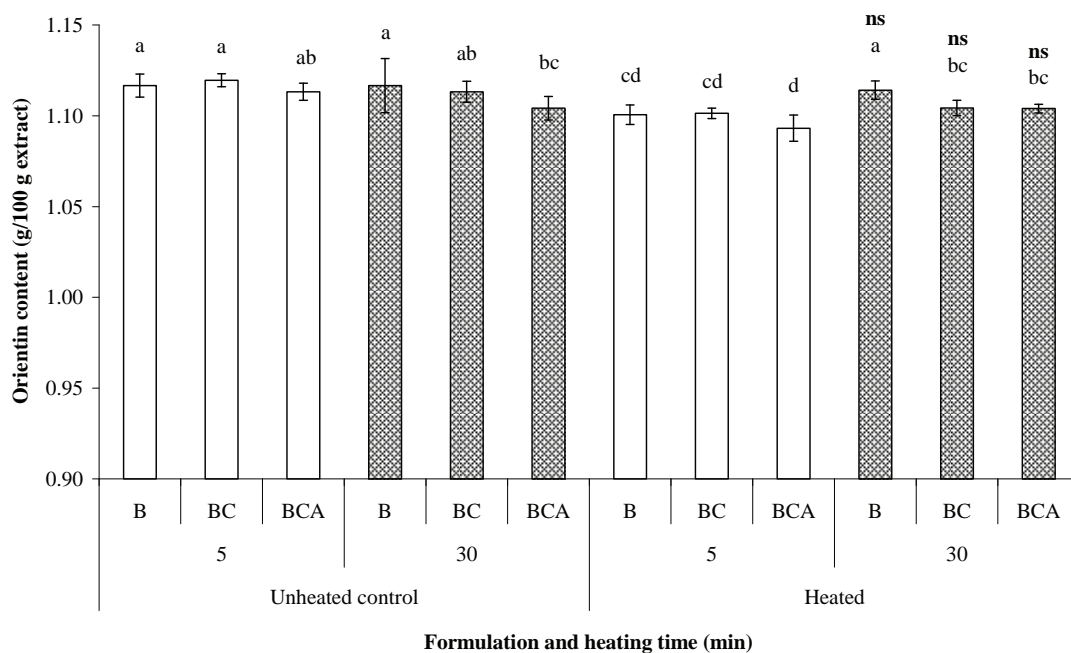 Orientin content (g/100 g extract)
1.15
1.10
1.05
1.00
0.95
0.90
a
a
ab
a
ab
bc
cd
cd
d
ns
a
ns
bc
ns
bc
B BC BCA B BC BCA B BC BCA B BC BCA
5 30 5 30
Unheated control Heated
Formulation and heating time (min)